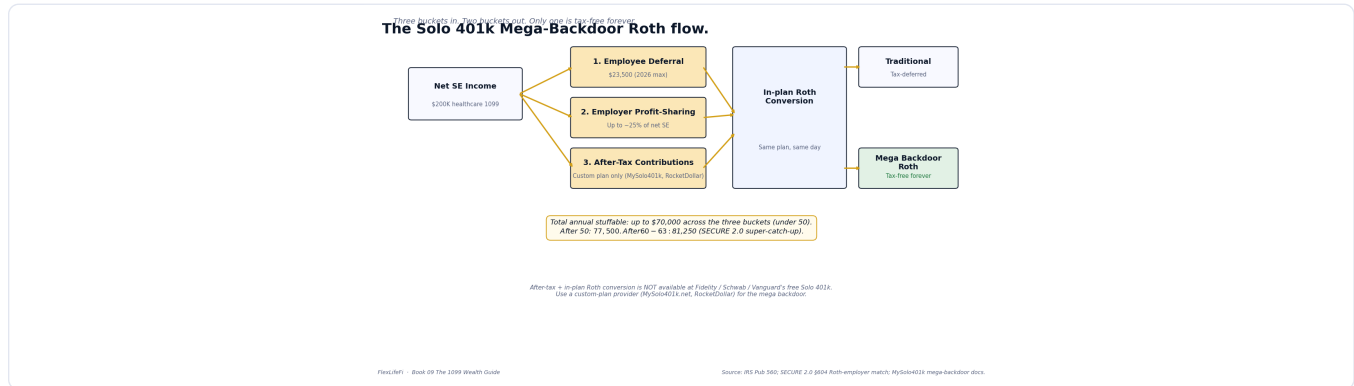 Three buckets in. Two buckets out. Only one is tax-free forever.
The Solo 401k Mega-Backdoor Roth flow.
Net SE Income
$200K healthcare 1099
1. Employee Deferral
$23,500 (2026 max)
2. Employer Profit-Sharing
Up to ~25% of net SE
3. After-Tax Contributions
Custom plan only (MySolo401k, RocketDollar)
In-plan Roth
Conversion
Same plan, same day
Traditional
Tax-deferred
Mega Backdoor
Roth
Tax-free forever
Total annual stuffable: up to $70,000 across the three buckets (under 50).
After 50: 77,500.After60−63:81,250 (SECURE 2.0 super-catch-up).
After-tax + in-plan Roth conversion is NOT available at Fidelity / Schwab / Vanguard's free Solo 401k.
Use a custom-plan provider (MySolo401k.net, RocketDollar) for the mega backdoor.
FlexLifeFi · Book 09 The 1099 Wealth Guide
Source: IRS Pub 560; SECURE 2.0 §604 Roth-employer match; MySolo401k mega-backdoor docs.